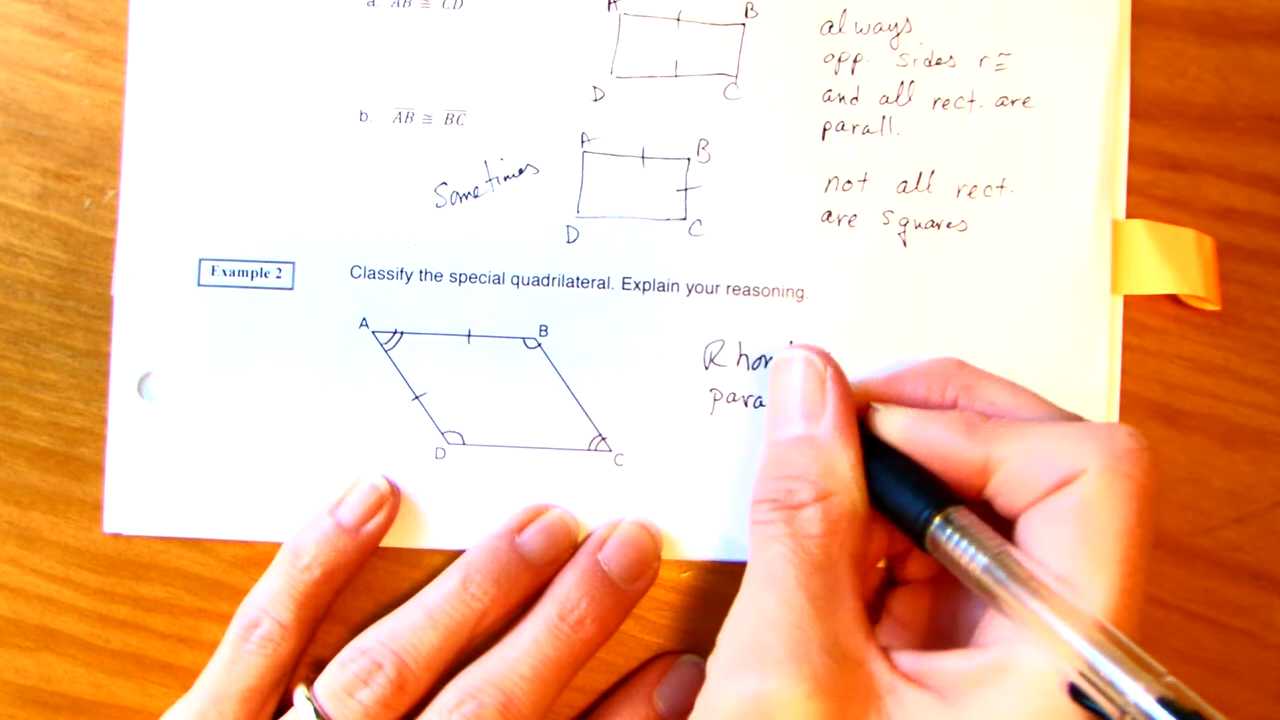 a. AB ≅ CD
A B
D C
always
opp. sides r ≅
and all rect. are
parall.
b. AB ≅ BC
Sometimes
A B
D C
not all rect.
are squares
Example 2
Classify the special quadrilateral. Explain your reasoning.
A B
D C